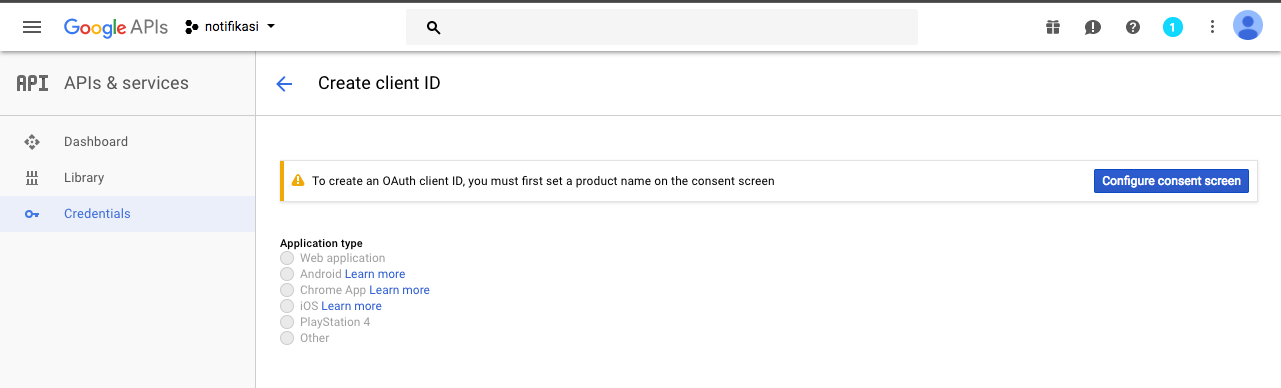 Google APIs notifikasi 1
API APIs & services
Create client ID
Dashboard
Library
Credentials
To create an OAuth client ID, you must first set a product name on the consent screen Configure consent screen
Application type
Web application
Android Learn more
Chrome App Learn more
iOS Learn more
PlayStation 4
Other